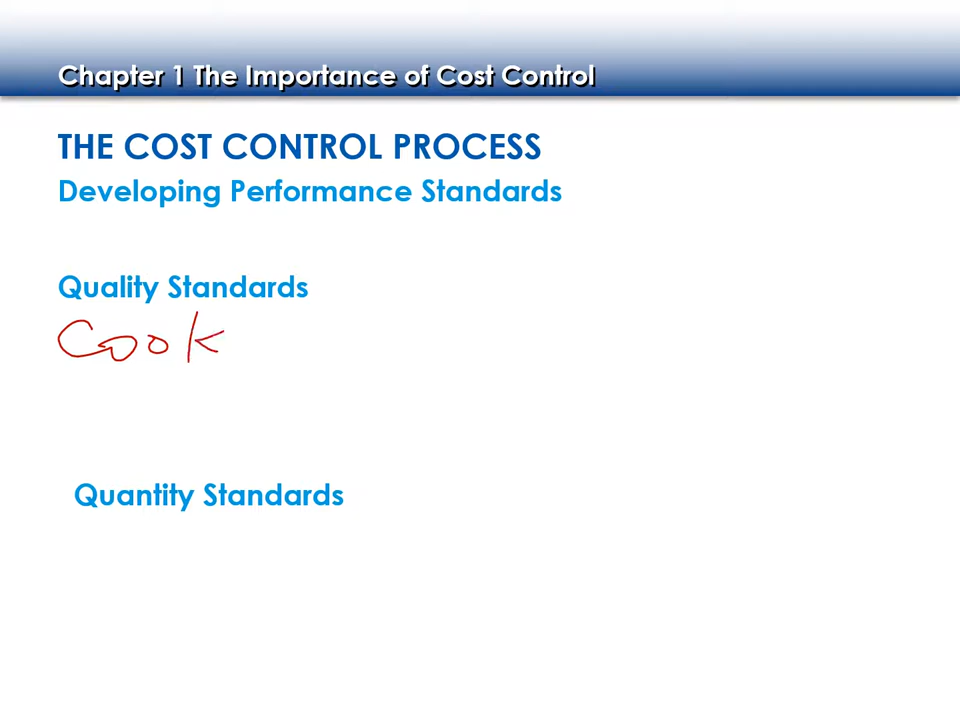 Chapter 1 The Importance of Cost Control
THE COST CONTROL PROCESS
Developing Performance Standards
Quality Standards
Cook
Quantity Standards